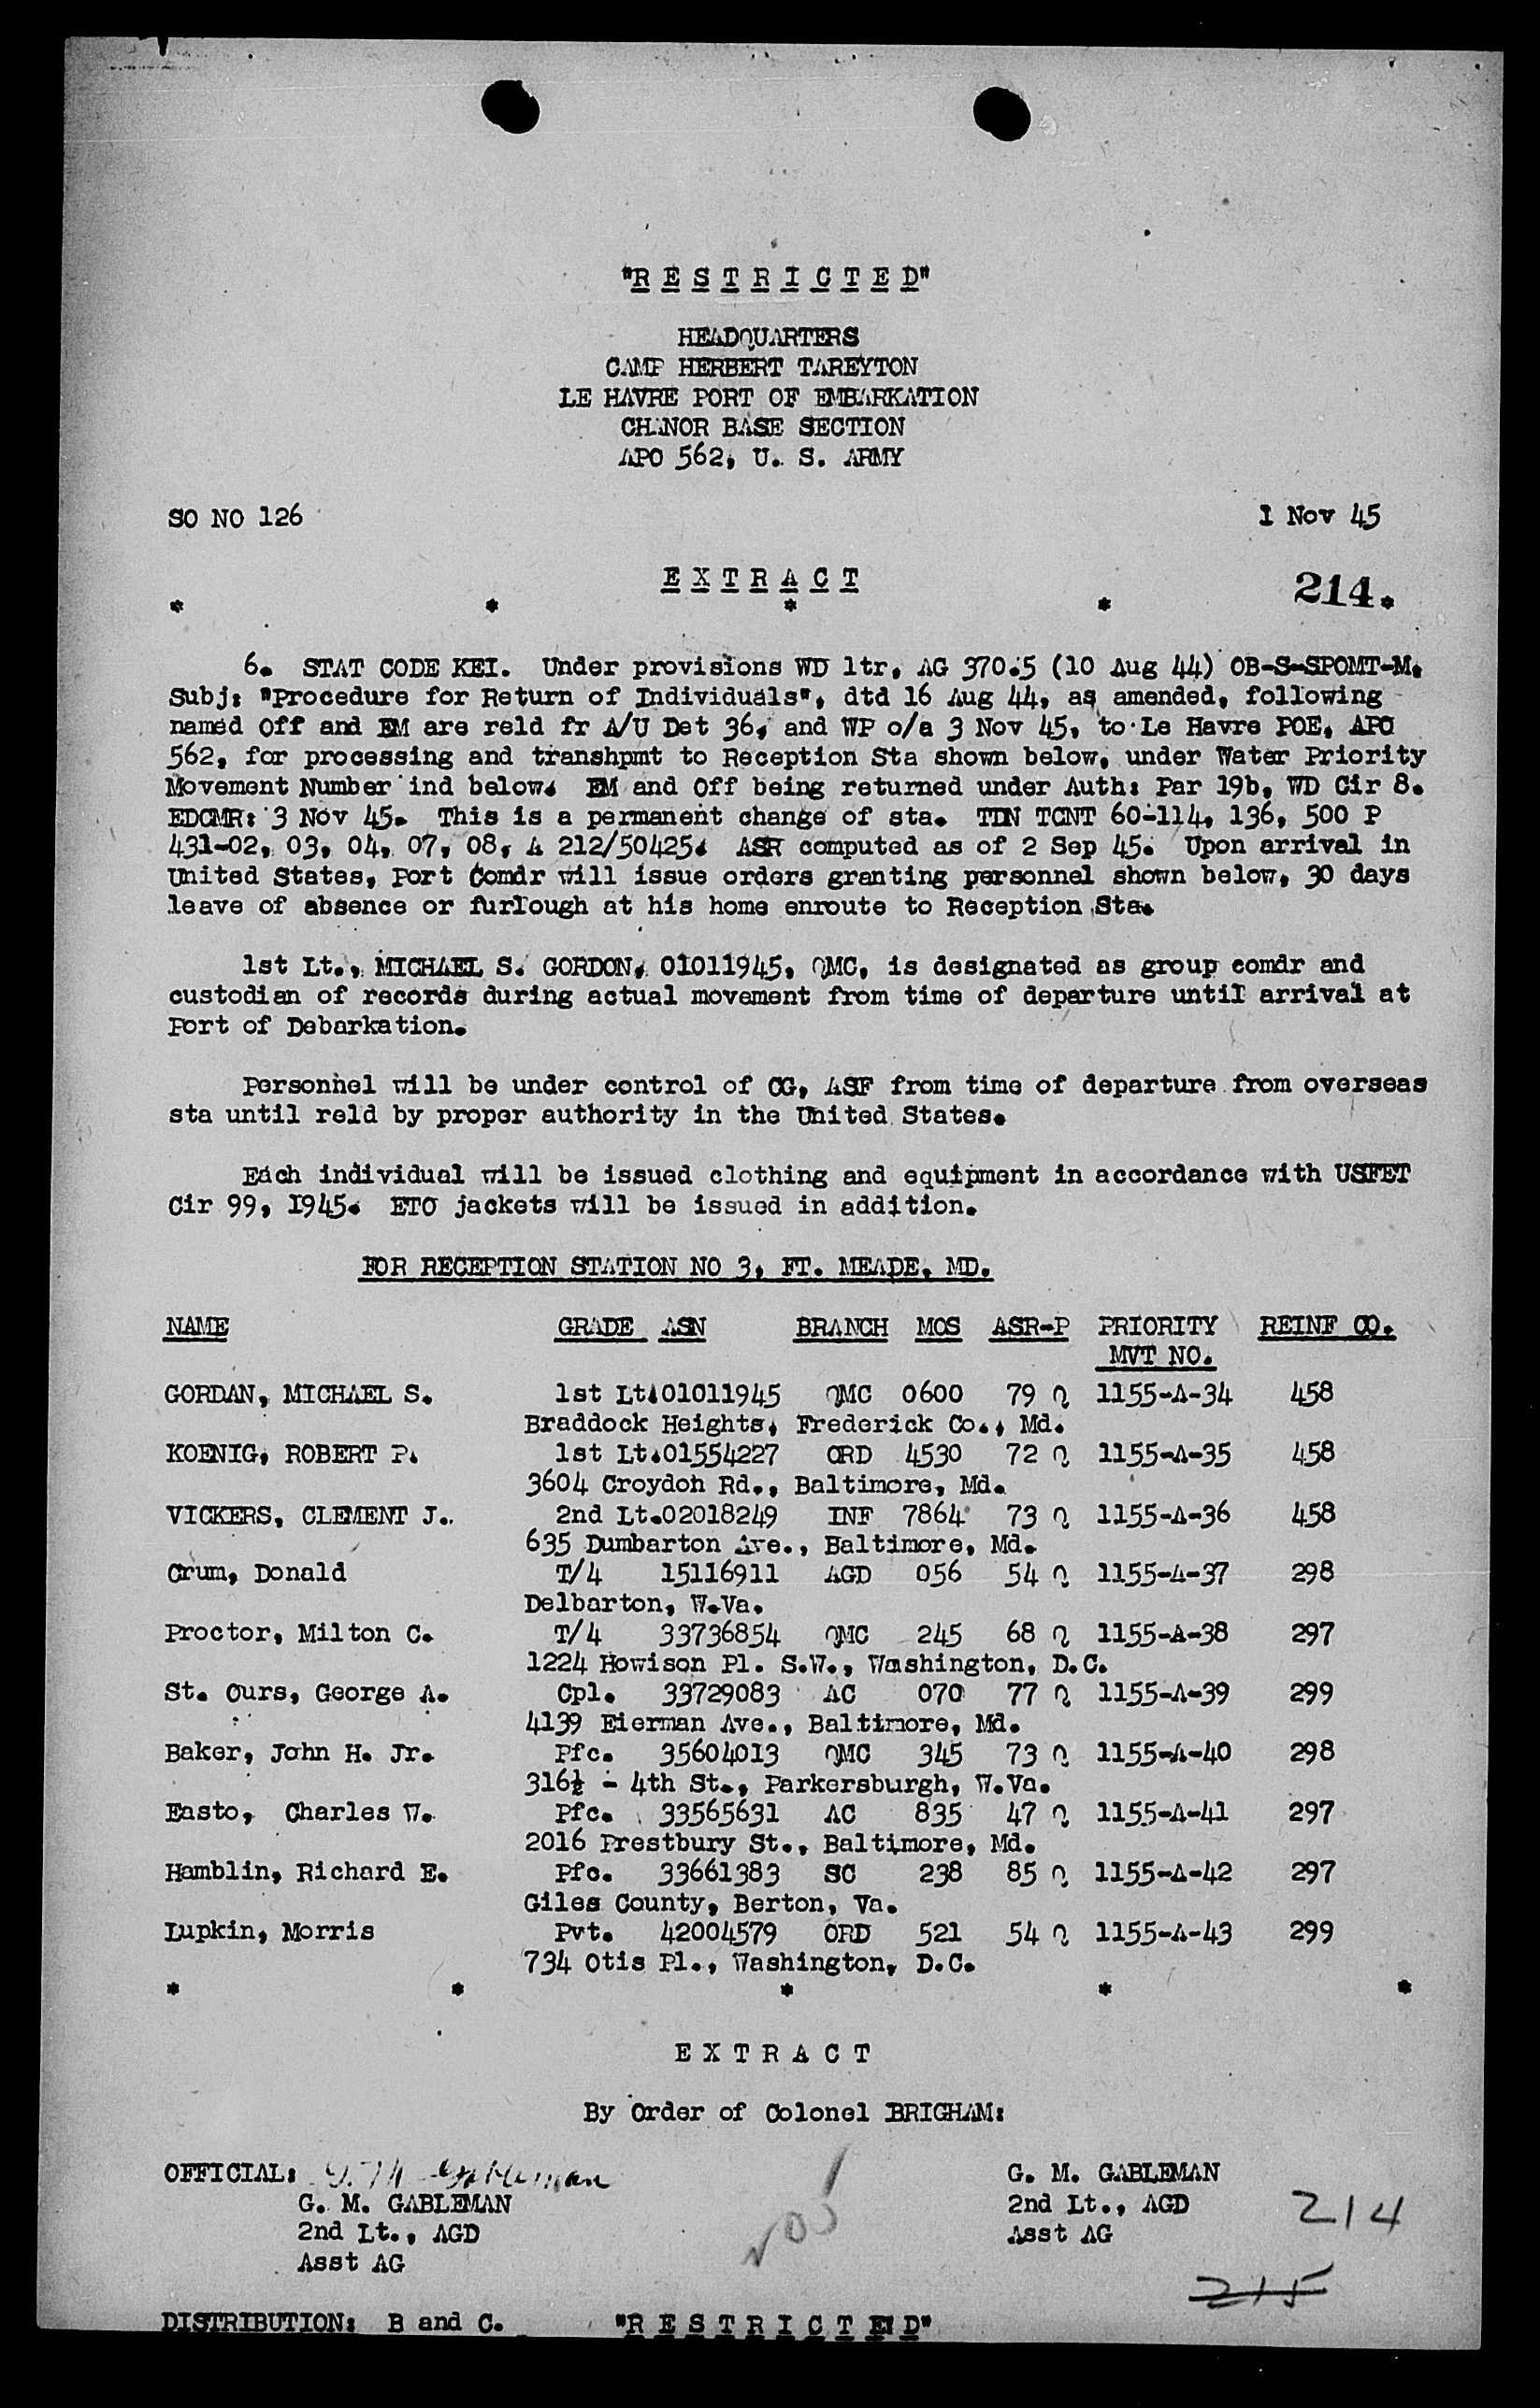 "R E S T R I C T E D"
HEADQUARTERS
CAMP HERBERT TAREYTON
LE HAVRE PORT OF EMBARKATION
CHANOR BASE SECTION
APO 562, U. S. ARMY
SO NO 126 1 Nov 45
E X T R A C T
* * * * 214. *
6. STAT CODE KEI. Under provisions WD ltr, AG 370.5 (10 Aug 44) OB-S-SPOMT-M,
Subj: "Procedure for Return of Individuals", dtd 16 Aug 44, as amended, following
named Off and EM are reld fr A/U Det 36, and WP o/a 3 Nov 45, to Le Havre POE, APO
562, for processing and transhpmt to Reception Sta shown below, under Water Priority
Movement Number ind below. EM and Off being returned under Auth: Par 19b, WD Cir 8.
EDCMR: 3 Nov 45. This is a permanent change of sta. TDN TCNT 60-114, 136, 500 P
431-02, 03, 04, 07, 08, A 212/50425. ASR computed as of 2 Sep 45. Upon arrival in
United States, Port Comdr will issue orders granting personnel shown below, 30 days
leave of absence or furlough at his home enroute to Reception Sta.
1st Lt., MICHAEL S. GORDON, 01011945, QMC, is designated as group comdr and
custodian of records during actual movement from time of departure until arrival at
Port of Debarkation.
Personnel will be under control of CG, ASF from time of departure from overseas
sta until reld by proper authority in the United States.
Each individual will be issued clothing and equipment in accordance with USFET
Cir 99, 1945. ETO jackets will be issued in addition.
FOR RECEPTION STATION NO 3, FT. MEADE, MD.
NAME GRADE ASN BRANCH MOS ASR-P PRIORITY REINF CO.
MVT NO.
GORDAN, MICHAEL S. 1st Lt.01011945 QMC 0600 79 Q 1155-A-34 458
Braddock Heights, Frederick Co., Md.
KOENIG, ROBERT P. 1st Lt.01554227 ORD 4530 72 Q 1155-A-35 458
3604 Croydon Rd., Baltimore, Md.
VICKERS, CLEMENT J. 2nd Lt.02018249 INF 7864 73 Q 1155-A-36 458
635 Dumbarton Ave., Baltimore, Md.
Crum, Donald T/4 15116911 AGD 056 54 Q 1155-A-37 298
Delbarton, W.Va.
Proctor, Milton C. T/4 33736854 QMC 245 68 Q 1155-A-38 297
1224 Howison Pl. S.W., Washington, D.C.
St. Ours, George A. Cpl. 33729083 AC 070 77 Q 1155-A-39 299
4139 Eierman Ave., Baltimore, Md.
Baker, John H. Jr. Pfc. 35604013 QMC 345 73 Q 1155-A-40 298
316½ - 4th St., Parkersburgh, W.Va.
Easto, Charles W. Pfc. 33565631 AC 835 47 Q 1155-A-41 297
2016 Prestbury St., Baltimore, Md.
Hamblin, Richard E. Pfc. 33661383 SC 238 85 Q 1155-A-42 297
Giles County, Berton, Va.
Lupkin, Morris Pvt. 42004579 ORD 521 54 Q 1155-A-43 299
734 Otis Pl., Washington, D.C.
* * * * *
E X T R A C T
By Order of Colonel BRIGHAM:
OFFICIAL: G. M. Gableman G. M. GABLEMAN
G. M. GABLEMAN 2nd Lt., AGD 214
2nd Lt., AGD Asst AG
Asst AG
215
DISTRIBUTION: B and C. "R E S T R I C T E D"